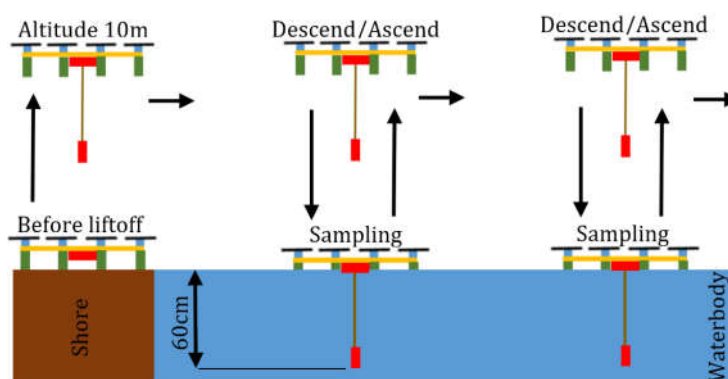 Altitude 10m
Descend/Ascend
Descend/Ascend
Before liftoff
Sampling
Sampling
Shore
60cm
Waterbody